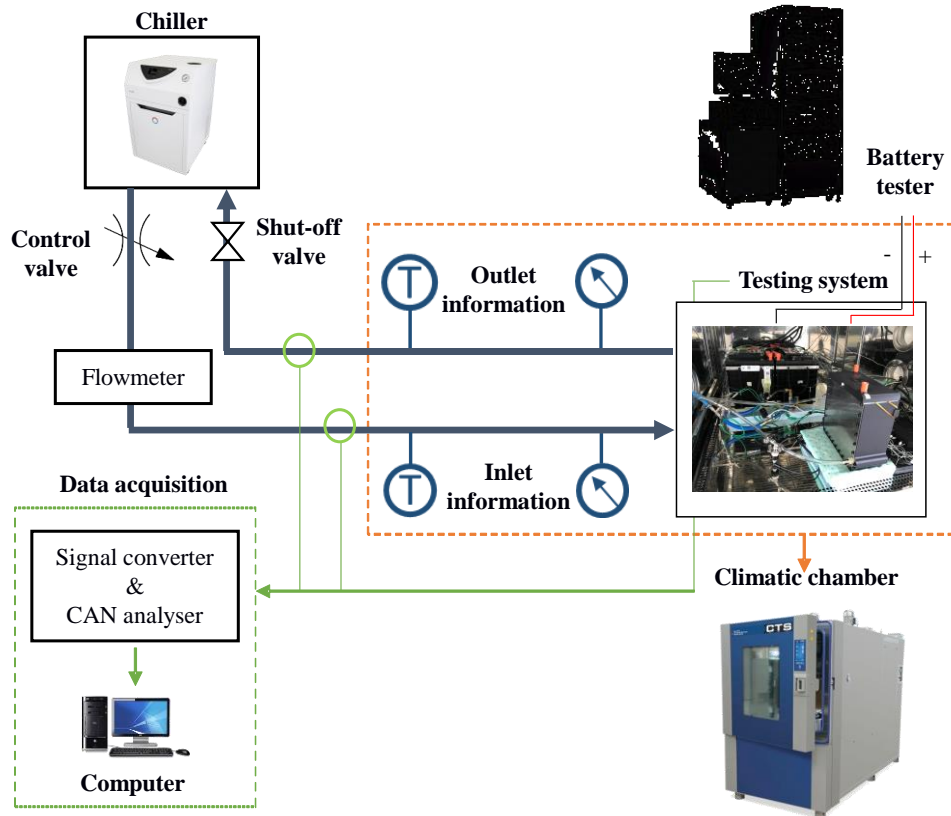 Chiller
Battery
tester
Control
valve
Shut-off
valve
T
Outlet
information
-
+
Testing system
Flowmeter
T
Inlet
information
Data acquisition
Signal converter
&
CAN analyser
Computer
Climatic chamber
CTS